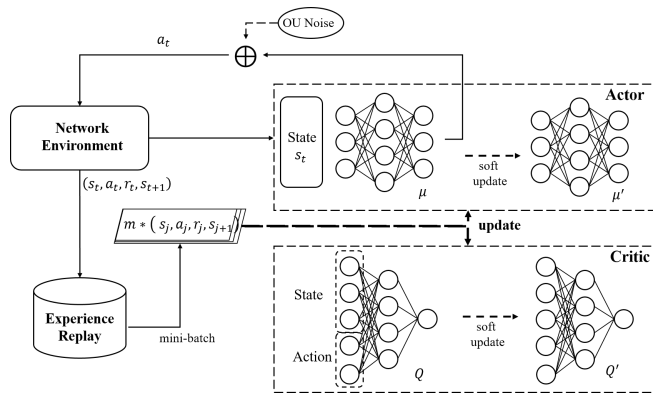 OU Noise
a_t
Actor
Network
Environment
State
s_t
μ
soft
update
μ′
(s_t, a_t, r_t, s_{t+1})
m * ( s_j, a_j, r_j, s_{j+1})
update
Critic
State
Experience
Replay
mini-batch
Action
soft
update
Q
Q′